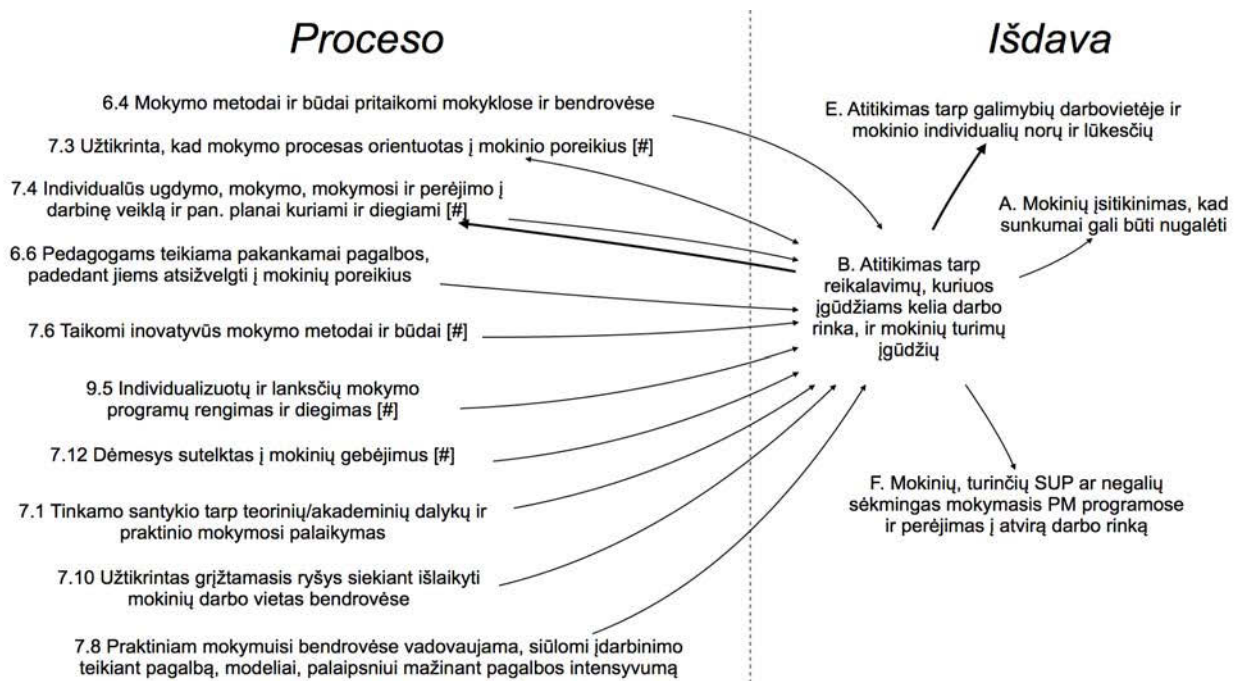 Proceso
6.4 Mokymo metodai ir būdai pritaikomi mokyklose ir bendrovėse
7.3 Užtikrinta, kad mokymo procesas orientuotas į mokinio poreikius [#]
7.4 Individualūs ugdymo, mokymo, mokymosi ir perėjimo į
darbinę veiklą ir pan. planai kuriami ir diegiami [#]
6.6 Pedagogams teikiama pakankamai pagalbos,
padedant jiems atsižvelgti į mokinių poreikius
7.6 Taikomi inovatyvūs mokymo metodai ir būdai [#]
9.5 Individualizuotų ir lanksčių mokymo
programų rengimas ir diegimas [#]
7.12 Dėmesys sutelktas į mokinių gebėjimus [#]
7.1 Tinkamo santykio tarp teorinių/akademinių dalykų ir
praktinio mokymosi palaikymas
7.10 Užtikrintas grįžtamasis ryšys siekiant išlaikyti
mokinių darbo vietas bendrovėse
7.8 Praktiniam mokymuisi bendrovėse vadovaujama, siūlomi įdarbinimo
teikiant pagalbą, modeliai, palaipsniui mažinant pagalbos intensyvumą
Išdava
E. Atitikimas tarp galimybių darbovietėje ir
mokinio individualių norų ir lūkesčių
A. Mokinių įsitikinimas, kad
sunkumai gali būti nugalėti
B. Atitikimas tarp
reikalavimų, kuriuos
įgūdžiams kelia darbo
rinka, ir mokinių turimų
įgūdžių
F. Mokinių, turinčių SUP ar negalių
sėkmingas mokymasis PM programose
ir perėjimas į atvirą darbo rinką